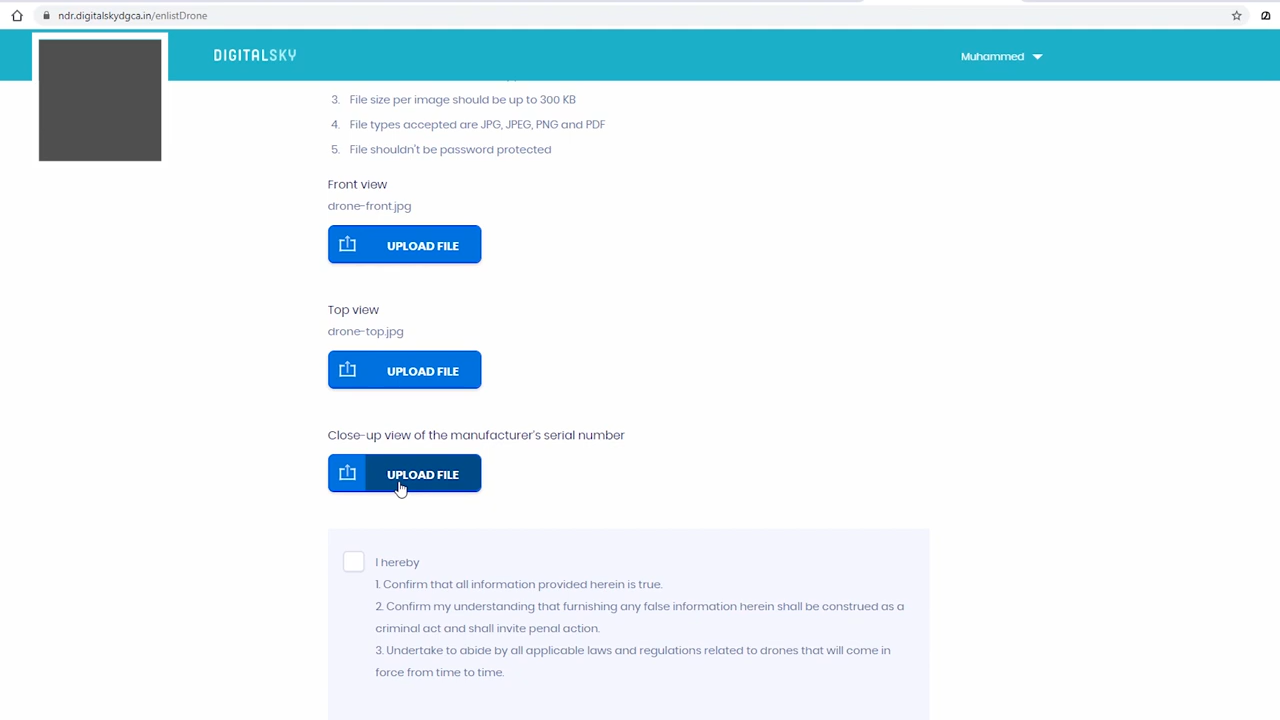 ndr.digitalskydgca.in/enlistDrone
DIGITALSKY
Muhammed
3. File size per image should be up to 300 KB
4. File types accepted are JPG, JPEG, PNG and PDF
5. File shouldn't be password protected
Front view
drone-front.jpg
UPLOAD FILE
Top view
drone-top.jpg
UPLOAD FILE
Close-up view of the manufacturer's serial number
UPLOAD FILE
I hereby
1. Confirm that all information provided herein is true.
2. Confirm my understanding that furnishing any false information herein shall be construed as a
criminal act and shall invite penal action.
3. Undertake to abide by all applicable laws and regulations related to drones that will come in
force from time to time.